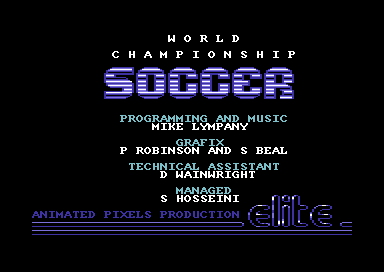 WORLD
CHAMPIONSHIP
SOCCER
PROGRAMMING AND MUSIC
MIKE LYMPANY
GRAFIX
P ROBINSON AND S BEAL
TECHNICAL ASSISTANT
D WAINWRIGHT
MANAGED
S HOSSEINI
ANIMATED PIXELS PRODUCTION elite